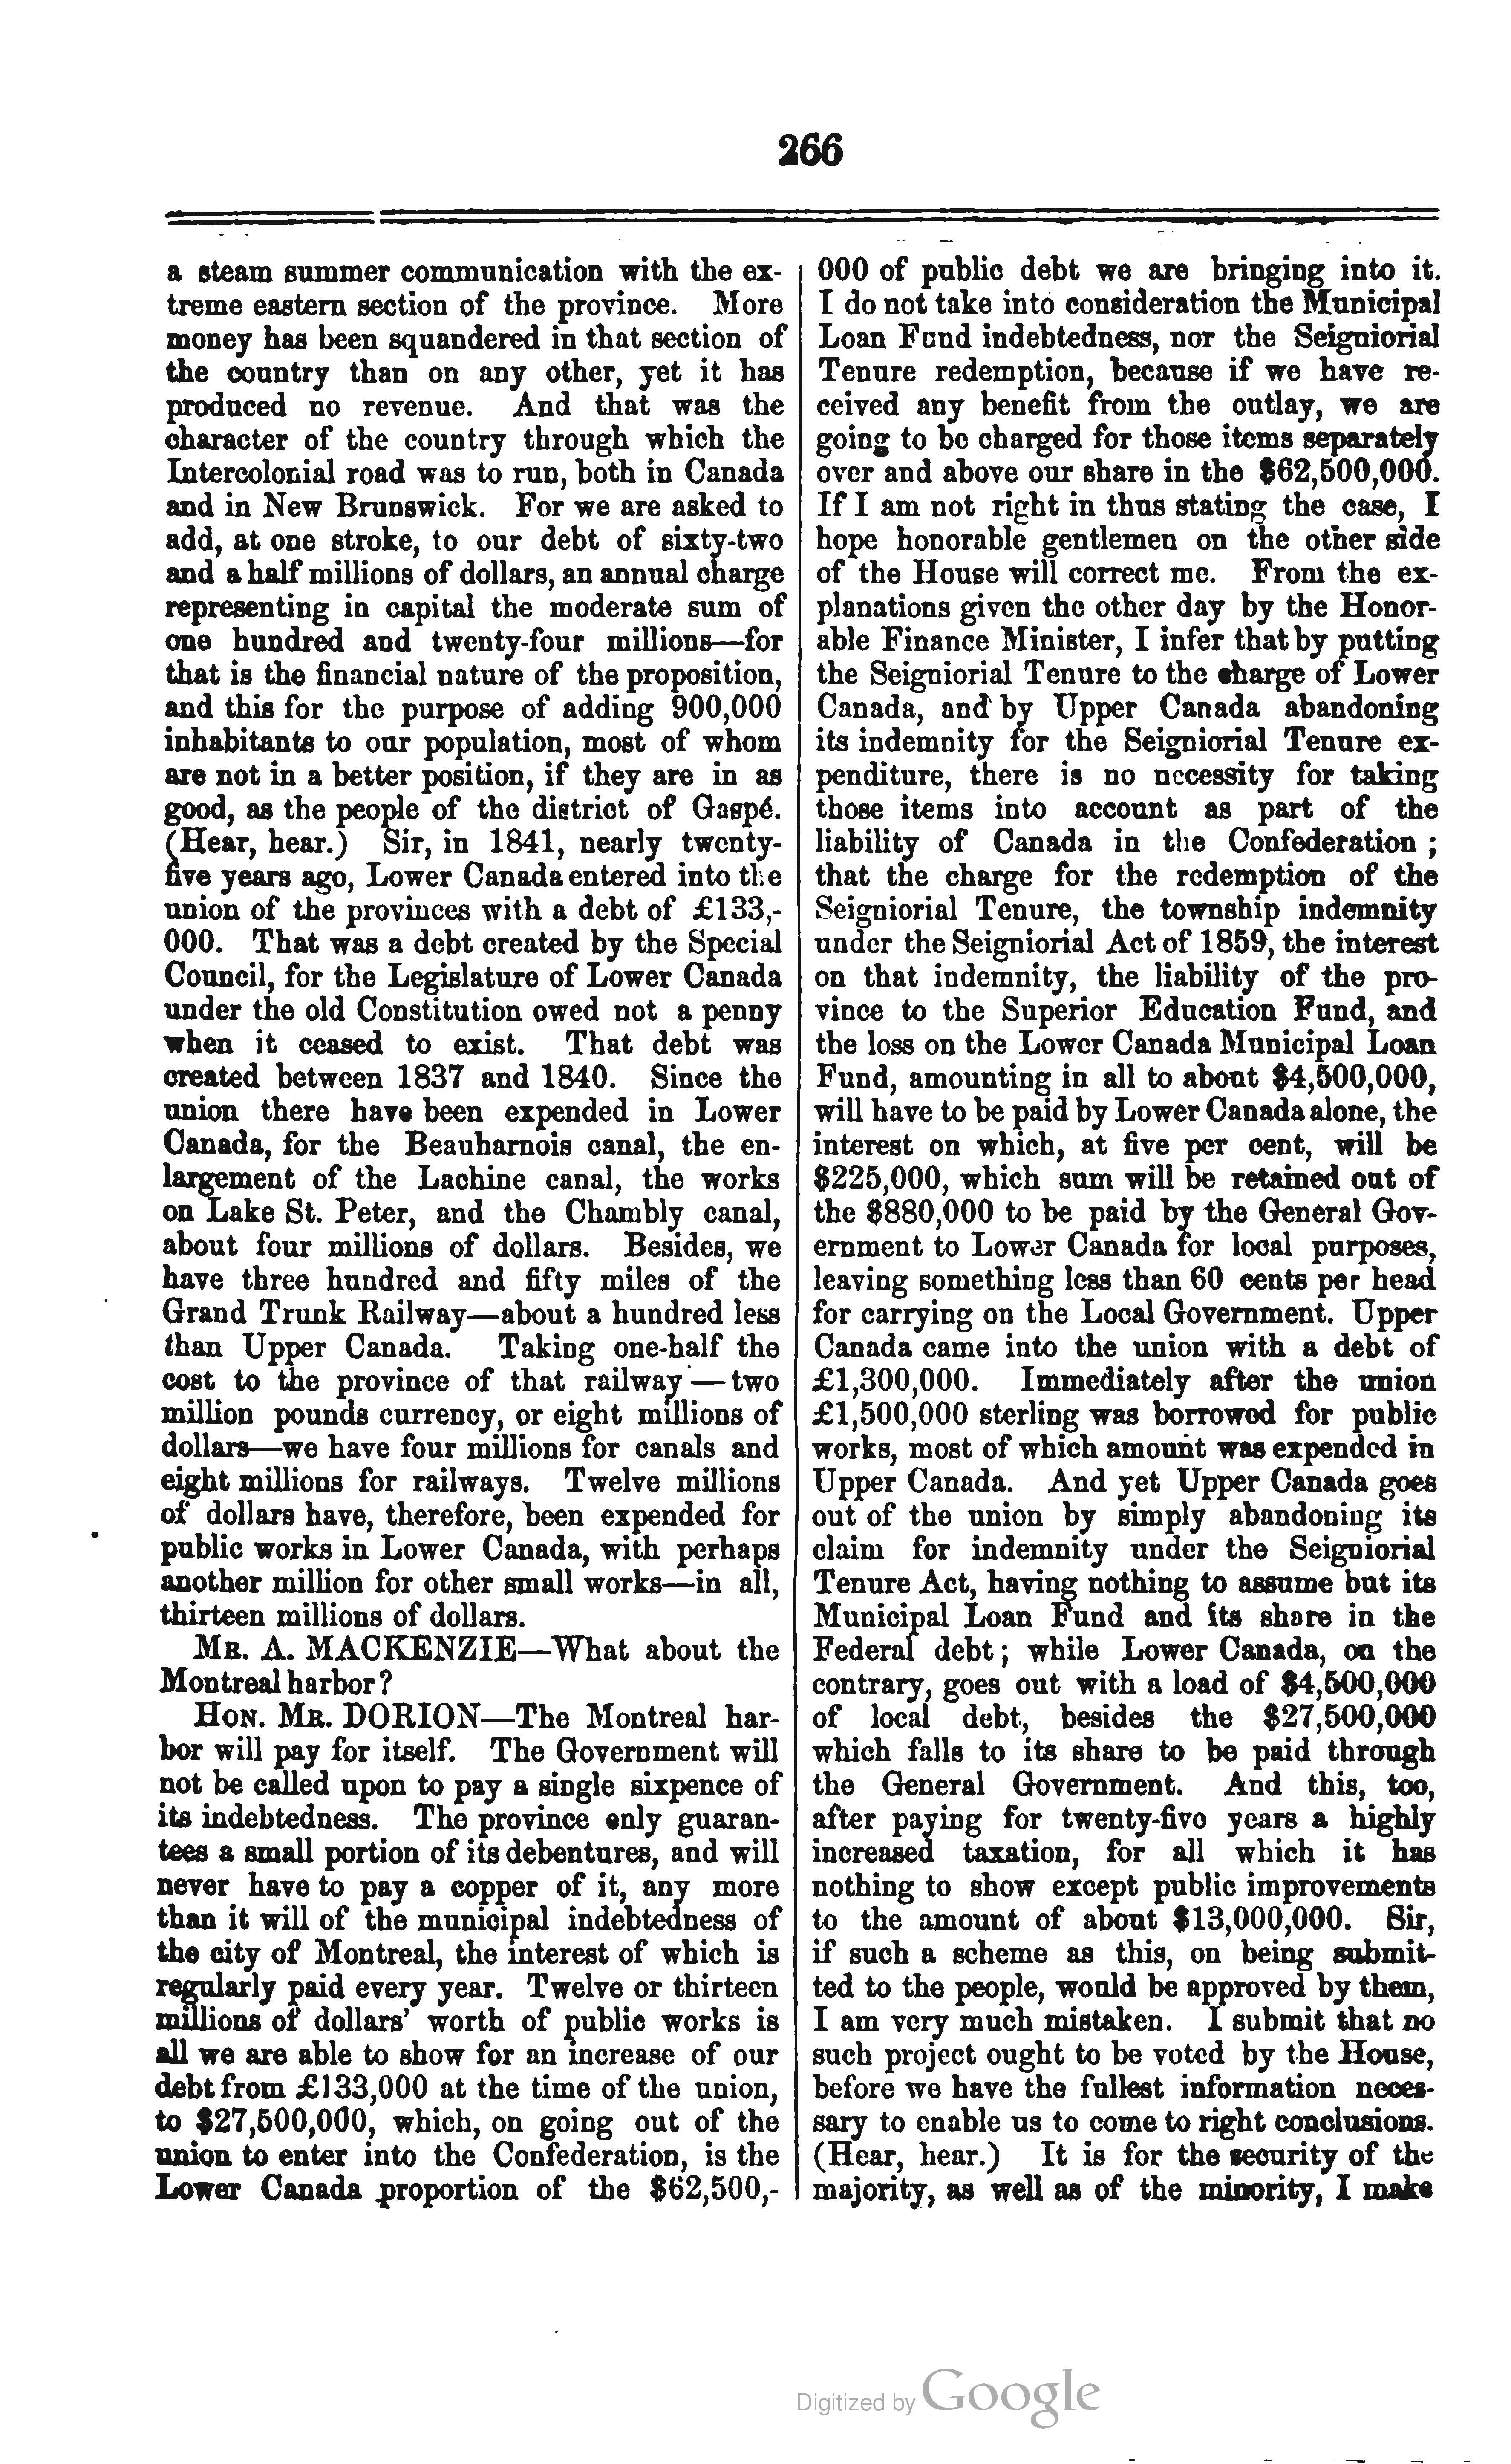 266
a steam summer communication with the ex-
treme eastern section of the province. More
money has been squandered in that section of
the country than on any other, yet it has
produced no revenue. And that was the
character of the country through which the
Intercolonial road was to run, both in Canada
and in New Brunswick. For we are asked to
add, at one stroke, to our debt of sixty-two
and a half millions of dollars, an annual charge
representing in capital the moderate sum of
one hundred and twenty-four millions—for
that is the financial nature of the proposition,
and this for the purpose of adding 900,000
inhabitants to our population, most of whom
are not in a better position, if they are in as
good, as the people of the district of Gaspé.
(Hear, hear.) Sir, in 1841, nearly twenty-
five years ago, Lower Canada entered into the
union of the provinces with a debt of £133,-
000. That was a debt created by the Special
Council, for the Legislature of Lower Canada
under the old Constitution owed not a penny
when it ceased to exist. That debt was
created between 1837 and 1840. Since the
union there have been expended in Lower
Canada, for the Beauharnois canal, the en-
largement of the Lachine canal, the works
on Lake St. Peter, and the Chambly canal,
about four millions of dollars. Besides, we
have three hundred and fifty miles of the
Grand Trunk Railway—about a hundred less
than Upper Canada. Taking one-half the
cost to the province of that railway—two
million pounds currency, or eight millions of
dollars—we have four millions for canals and
eight millions for railways. Twelve millions
of dollars have, therefore, been expended for
public works in Lower Canada, with perhaps
another million for other small works—in all,
thirteen millions of dollars.
MR. A. MACKENZIE—What about the
Montreal harbor?
HON. MR. DORION—The Montreal har-
bor will pay for itself. The Government will
not be called upon to pay a single sixpence of
its indebtedness. The province only guaran-
tees a small portion of its debentures, and will
never have to pay a copper of it, any more
than it will of the municipal indebtedness of
the city of Montreal, the interest of which is
regularly paid every year. Twelve or thirteen
millions of dollars' worth of public works is
all we are able to show for an increase of our
debt from £133,000 at the time of the union,
to $27,500,000, which, on going out of the
union to enter into the Confederation, is the
Lower Canada proportion of the $62,500,-
000 of public debt we are bringing into it.
I do not take into consideration the Municipal
Loan Fund indebtedness, nor the Seigniorial
Tenure redemption, because if we have re-
ceived any benefit from the outlay, we are
going to be charged for those items separately
over and above our share in the $62,500,000.
If I am not right in thus stating the case, I
hope honorable gentlemen on the other side
of the House will correct me. From the ex-
planations given the other day by the Honor-
able Finance Minister, I infer that by putting
the Seigniorial Tenure to the charge of Lower
Canada, and by Upper Canada abandoning
its indemnity for the Seigniorial Tenure ex-
penditure, there is no necessity for taking
those items into account as part of the
liability of Canada in the Confederation ;
that the charge for the redemption of the
Seigniorial Tenure, the township indemnity
under the Seigniorial Act of 1859, the interest
on that indemnity, the liability of the pro-
vince to the Superior Education Fund, and
the loss on the Lower Canada Municipal Loan
Fund, amounting in all to about $4,500,000,
will have to be paid by Lower Canada alone, the
interest on which, at five per cent, will be
$225,000, which sum will be retained out of
the $880,000 to be paid by the General Gov-
ernment to Lower Canada for local purposes,
leaving something less than 60 cents per head
for carrying on the Local Government. Upper
Canada came into the union with a debt of
£1,300,000. Immediately after the union
£1,500,000 sterling was borrowed for public
works, most of which amount was expended in
Upper Canada. And yet Upper Canada goes
out of the union by simply abandoning its
claim for indemnity under the Seigniorial
Tenure Act, having nothing to assume but its
Municipal Loan Fund and its share in the
Federal debt; while Lower Canada, on the
contrary, goes out with a load of $4,500,000
of local debt, besides the $27,500,000
which falls to its share to be paid through
the General Government. And this, too,
after paying for twenty-five years a highly
increased taxation, for all which it has
nothing to show except public improvements
to the amount of about $13,000,000. Sir,
if such a scheme as this, on being submit-
ted to the people, would be approved by them,
I am very much mistaken. I submit that no
such project ought to be voted by the House,
before we have the fullest information neces-
sary to enable us to come to right conclusions.
(Hear, hear.) It is for the security of the
majority, as well as of the minority, I make
Digitized by Google